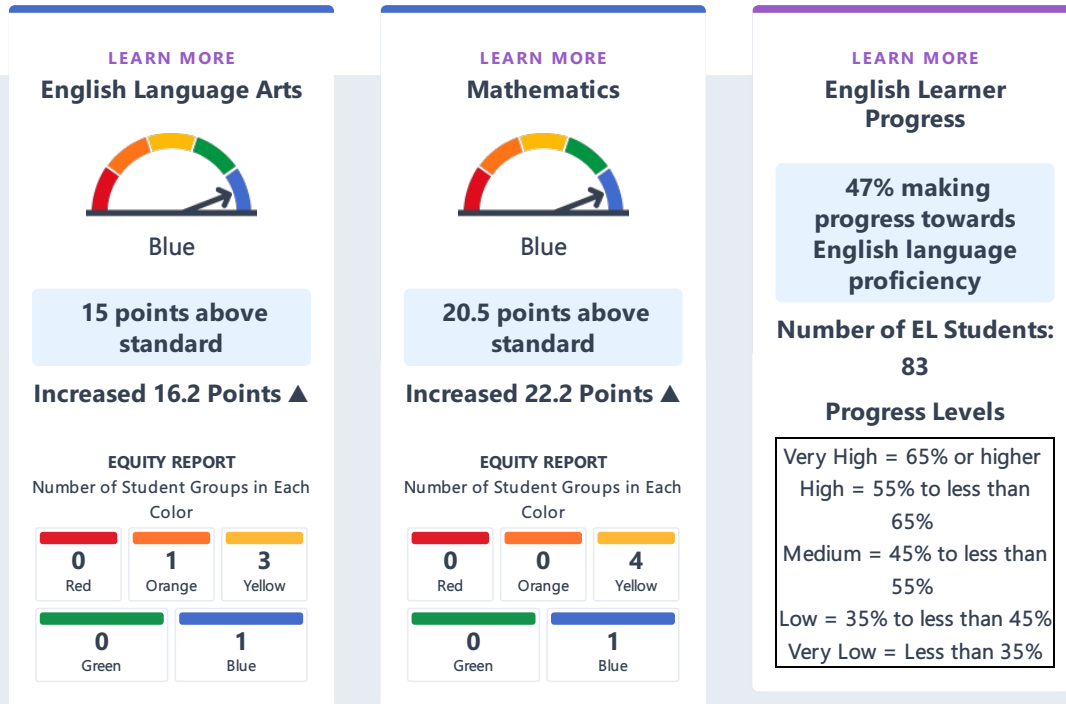 LEARN MORE
English Language Arts
Blue
15 points above
standard
Increased 16.2 Points ▲
EQUITY REPORT
Number of Student Groups in Each
Color
0
Red
1
Orange
3
Yellow
0
Green
1
Blue
LEARN MORE
Mathematics
Blue
20.5 points above
standard
Increased 22.2 Points ▲
EQUITY REPORT
Number of Student Groups in Each
Color
0
Red
0
Orange
4
Yellow
0
Green
1
Blue
LEARN MORE
English Learner
Progress
47% making
progress towards
English language
proficiency
Number of EL Students:
83
Progress Levels
Very High = 65% or higher
High = 55% to less than
65%
Medium = 45% to less than
55%
Low = 35% to less than 45%
Very Low = Less than 35%